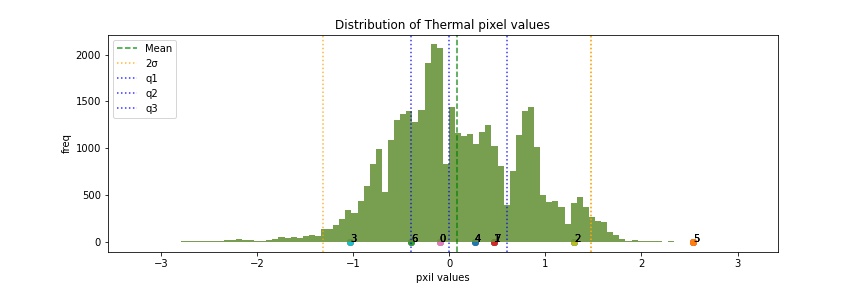 Distribution of Thermal pixel values
Mean
2σ
q1
q2
q3
freq
2000
1500
1000
500
0
3 6 0 4 7 2 5
−3 −2 −1 0 1 2 3
pxil values